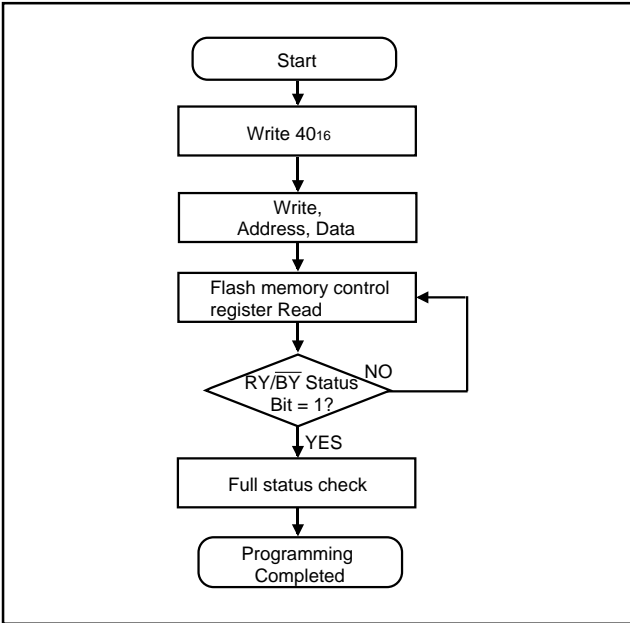 Start
Write 40₁₆
Write,
Address, Data
Flash memory control
register Read
NO
RY/B̅Y̅ Status
Bit = 1?
YES
Full status check
Programming
Completed